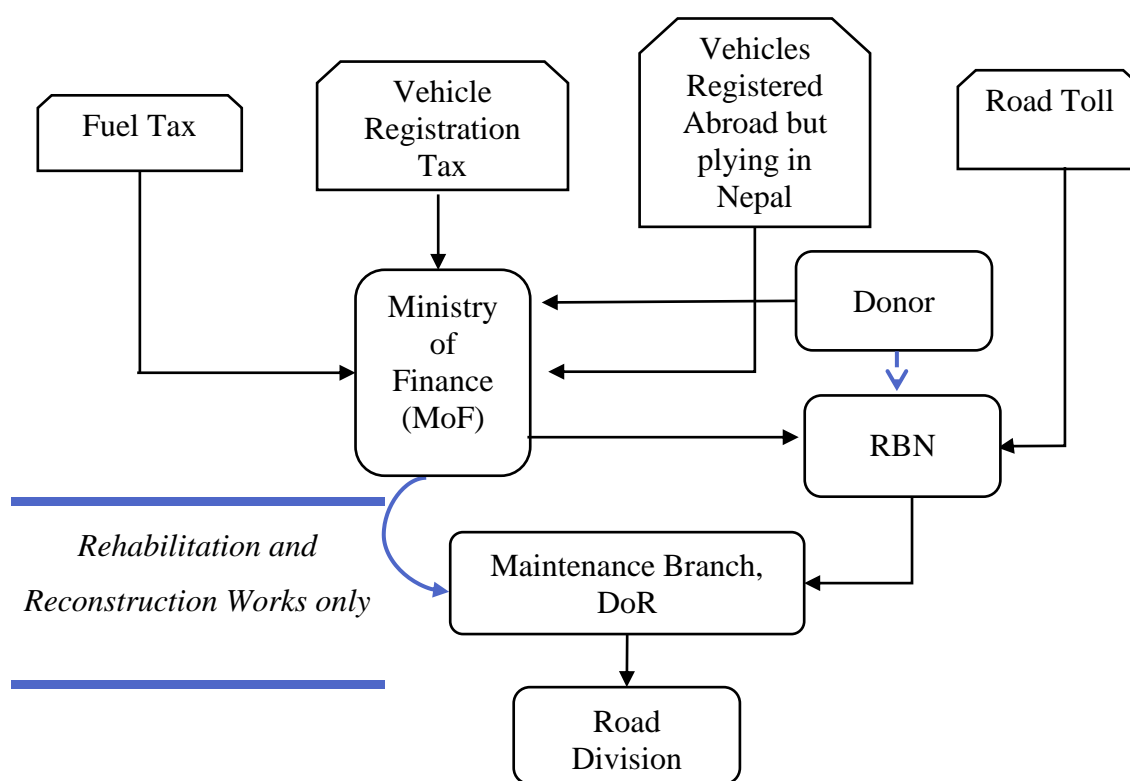 Fuel Tax
Vehicle
Registration
Tax
Vehicles
Registered
Abroad but
plying in
Nepal
Road Toll
Ministry
of
Finance
(MoF)
Donor
RBN
Rehabilitation and
Reconstruction Works only
Maintenance Branch,
DoR
Road
Division